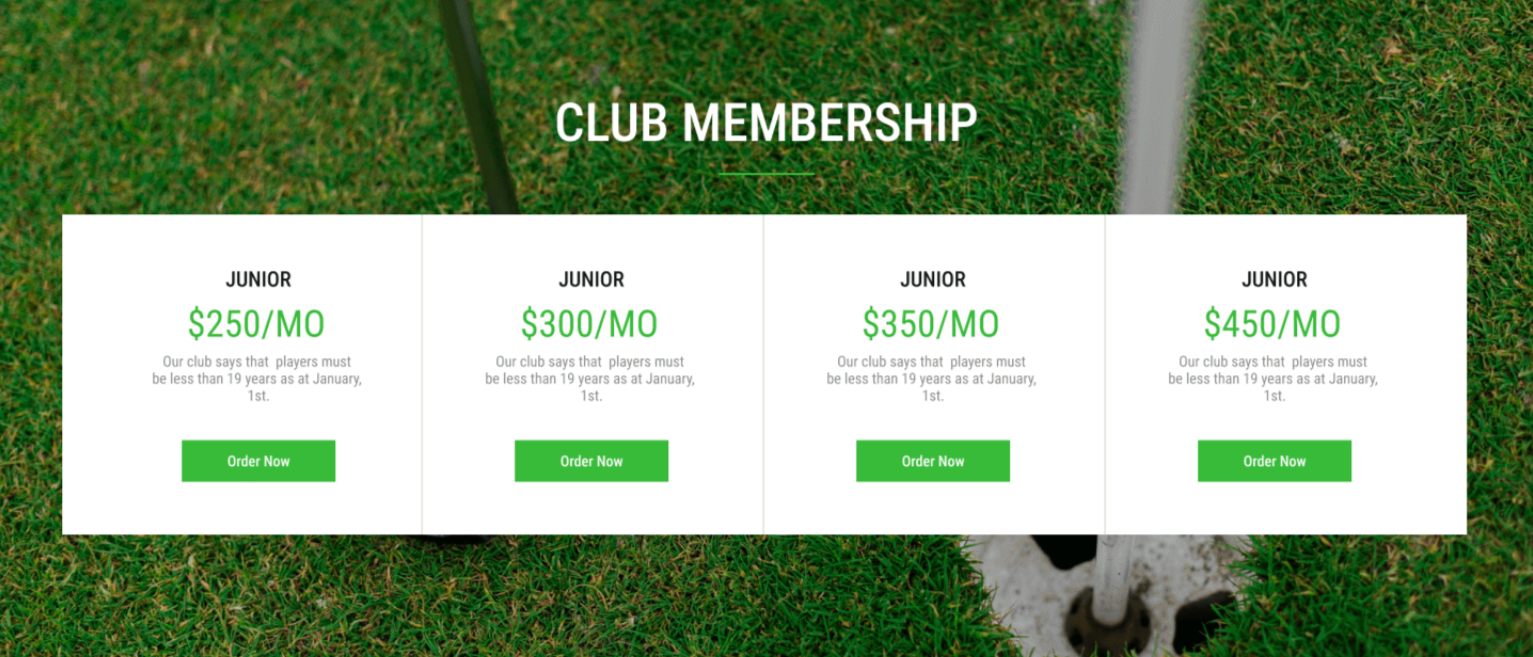 CLUB MEMBERSHIP
JUNIOR
$250/MO
Our club says that  players must
be less than 19 years as at January,
1st.
Order Now
JUNIOR
$300/MO
Our club says that  players must
be less than 19 years as at January,
1st.
Order Now
JUNIOR
$350/MO
Our club says that  players must
be less than 19 years as at January,
1st.
Order Now
JUNIOR
$450/MO
Our club says that  players must
be less than 19 years as at January,
1st.
Order Now